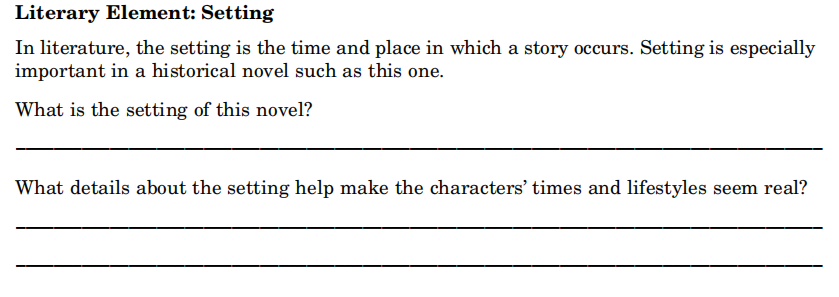 Literary Element: Setting
In literature, the setting is the time and place in which a story occurs. Setting is especially
important in a historical novel such as this one.
What is the setting of this novel?
What details about the setting help make the characters’ times and lifestyles seem real?